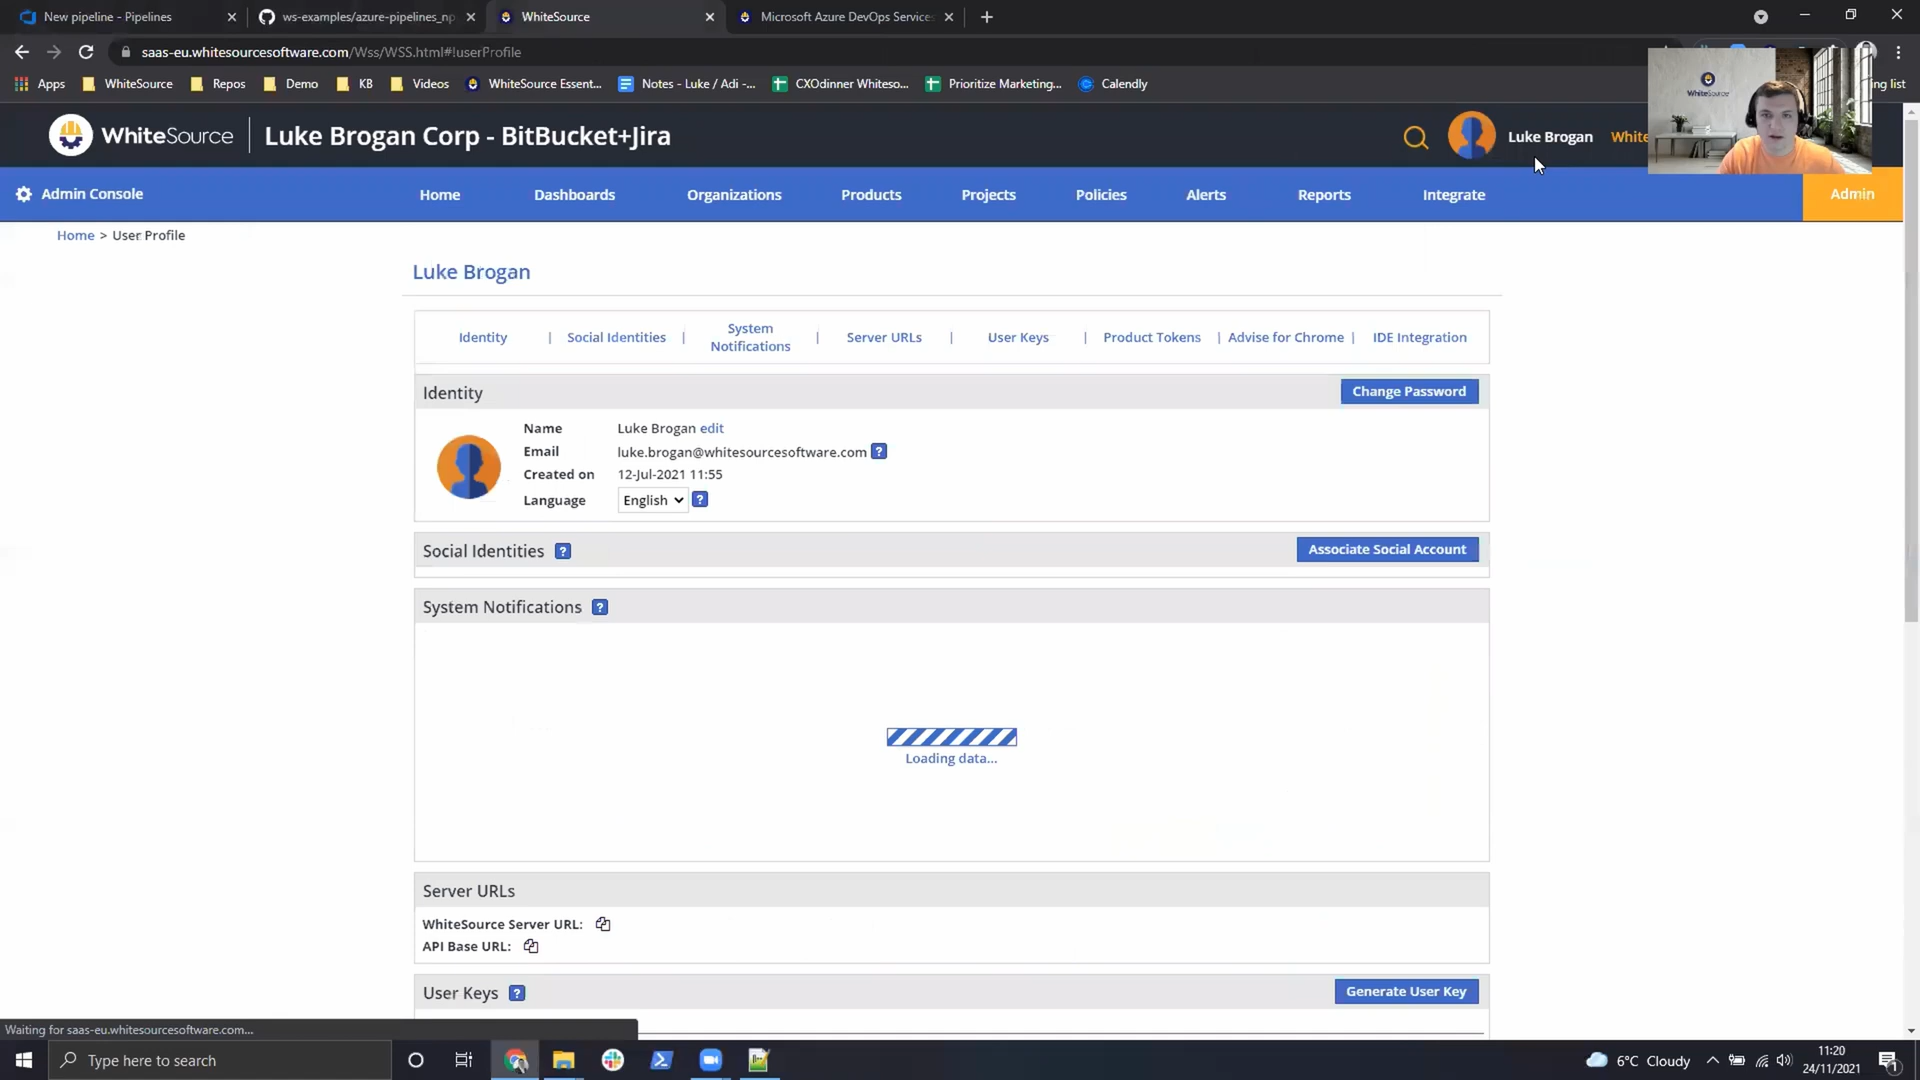 New pipeline - Pipelines
ws-examples/azure-pipelines_np
WhiteSource
Microsoft Azure DevOps Services
saas-eu.whitesourcesoftware.com/Wss/WSS.html#!userProfile
Apps WhiteSource Repos Demo KB Videos WhiteSource Essent... Notes - Luke / Adi -... CXOdinner Whiteso... Prioritize Marketing... Calendly
WhiteSource
WhiteSource Luke Brogan Corp - BitBucket+Jira
Luke Brogan White
Admin Console Home Dashboards Organizations Products Projects Policies Alerts Reports Integrate Admin
Home > User Profile
Luke Brogan
Identity | Social Identities | System Notifications | Server URLs | User Keys | Product Tokens | Advise for Chrome | IDE Integration
Identity Change Password
Name Luke Brogan edit
Email luke.brogan@whitesourcesoftware.com ?
Created on 12-Jul-2021 11:55
Language English ?
Social Identities ? Associate Social Account
System Notifications ?
Loading data...
Server URLs
WhiteSource Server URL:
API Base URL:
User Keys ? Generate User Key
Waiting for saas-eu.whitesourcesoftware.com...
Type here to search
6°C Cloudy
11:20
24/11/2021
1